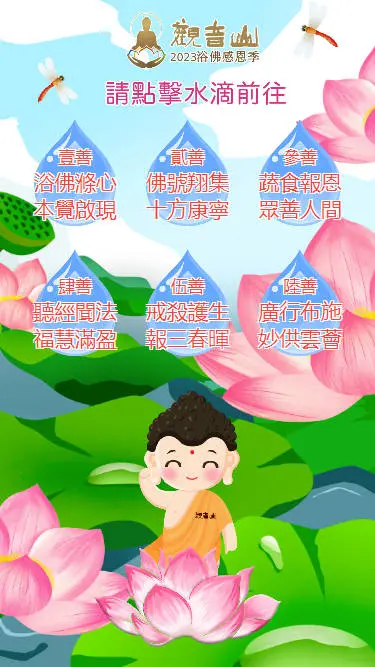 觀音山
2023浴佛感恩季
請點擊水滴前往
壹善
浴佛滌心
本覺啟現
貳善
佛號翔集
十方康寧
參善
蔬食報恩
眾善人間
肆善
聽經聞法
福慧滿盈
伍善
戒殺護生
報三春暉
陸善
廣行布施
妙供雲薈
觀音山